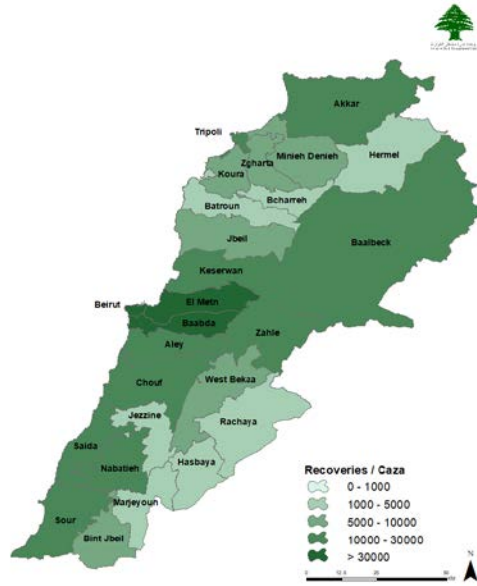 Akkar
Tripoli
Hermel
Zgharta
Minieh Denieh
Koura
Bcharreh
Batroun
Jbeil
Baalbeck
Keserwan
El Metn
Beirut
Baabda
Zahle
Aley
West Bekaa
Chouf
Rachaya
Jezzine
Saida
Hasbaya
Nabatieh
Marjeyoun
Sour
Bint Jbeil
Recoveries / Caza
0 - 1000
1000 - 5000
5000 - 10000
10000 - 30000
> 30000
N